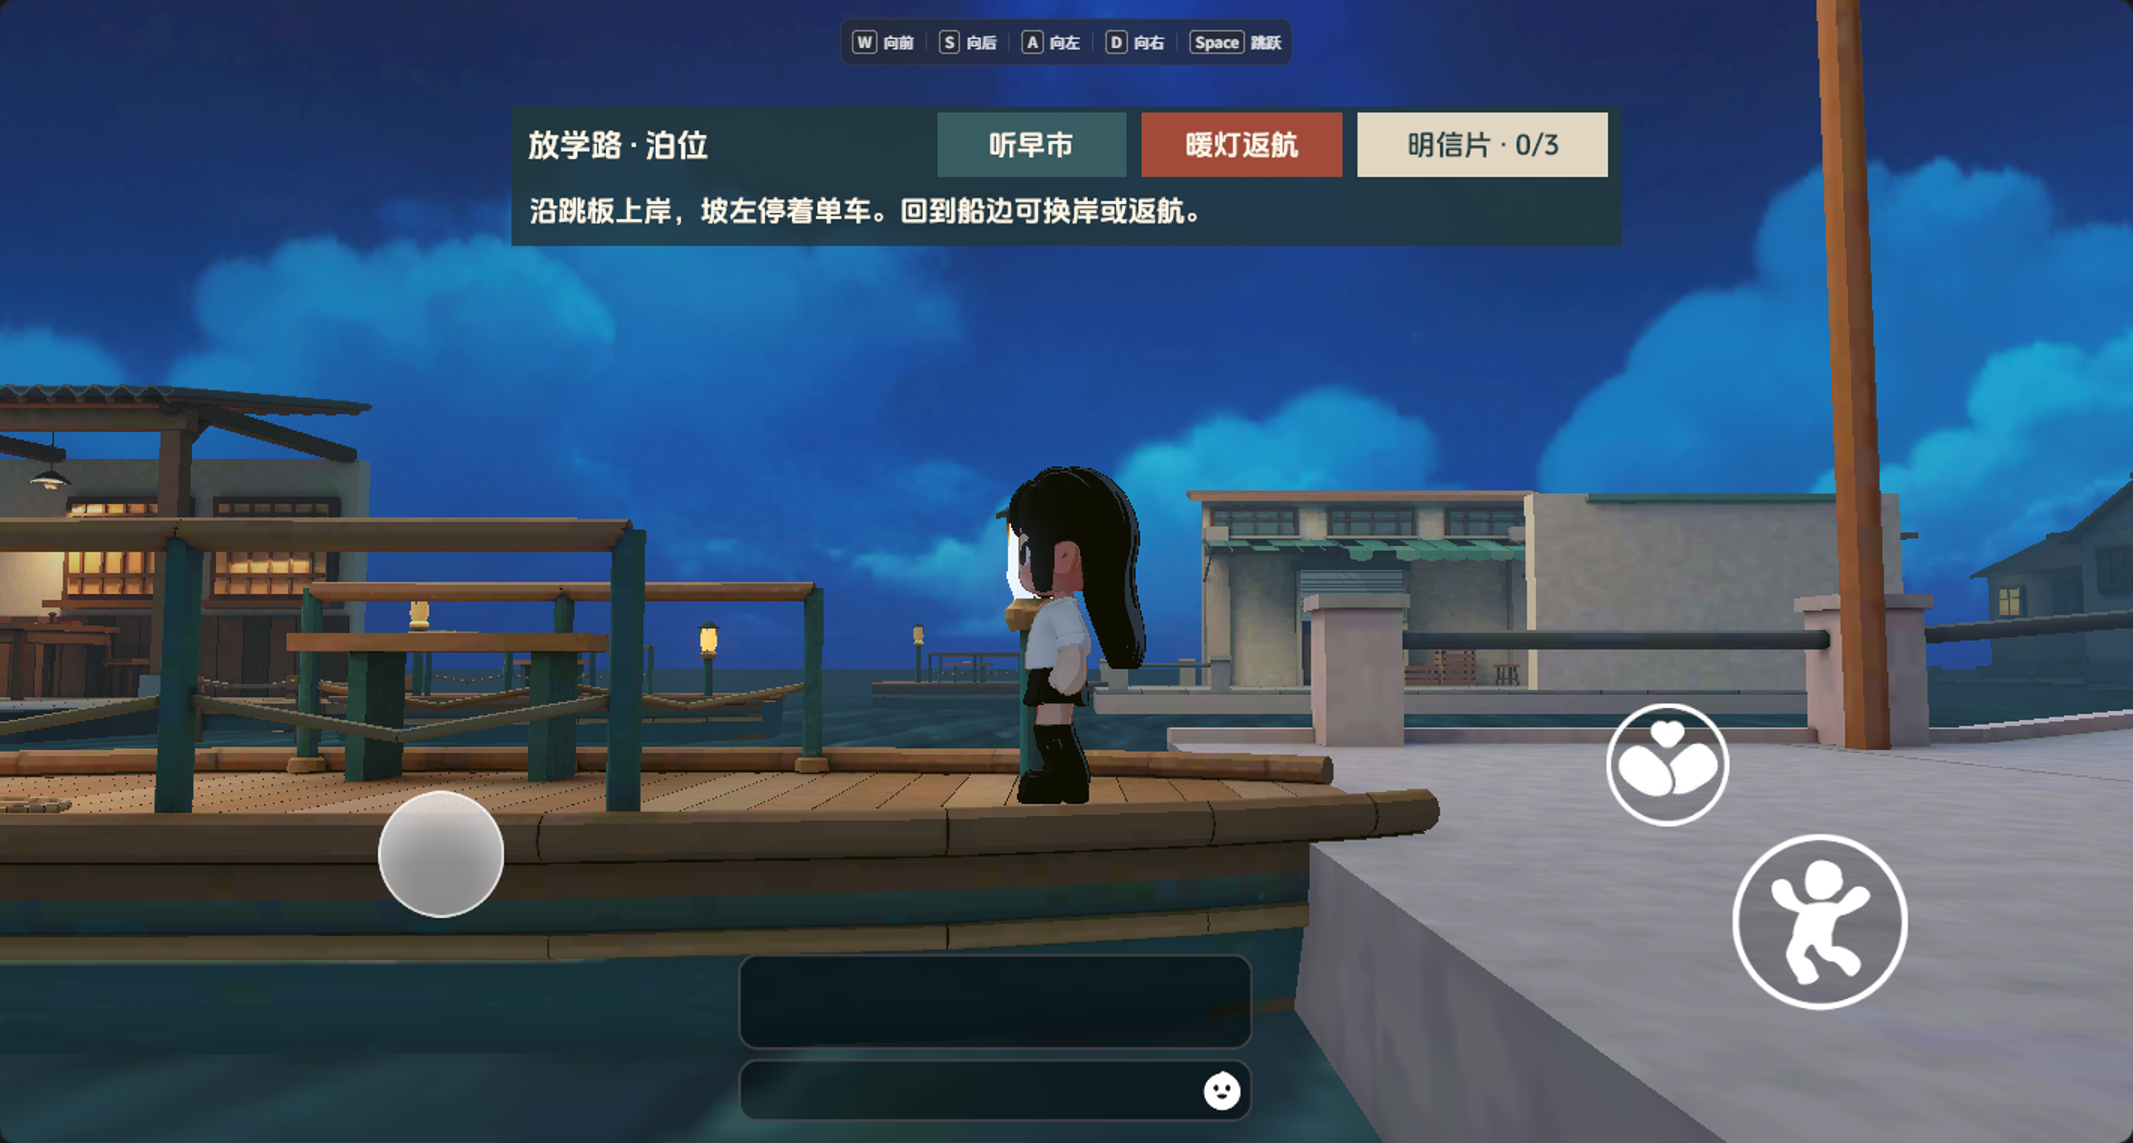 W 向前 S 向后 A 向左 D 向右 Space 跳跃
放学路·泊位 听早市 暖灯返航 明信片·0/3
沿跳板上岸，坡左停着单车。回到船边可换岸或返航。